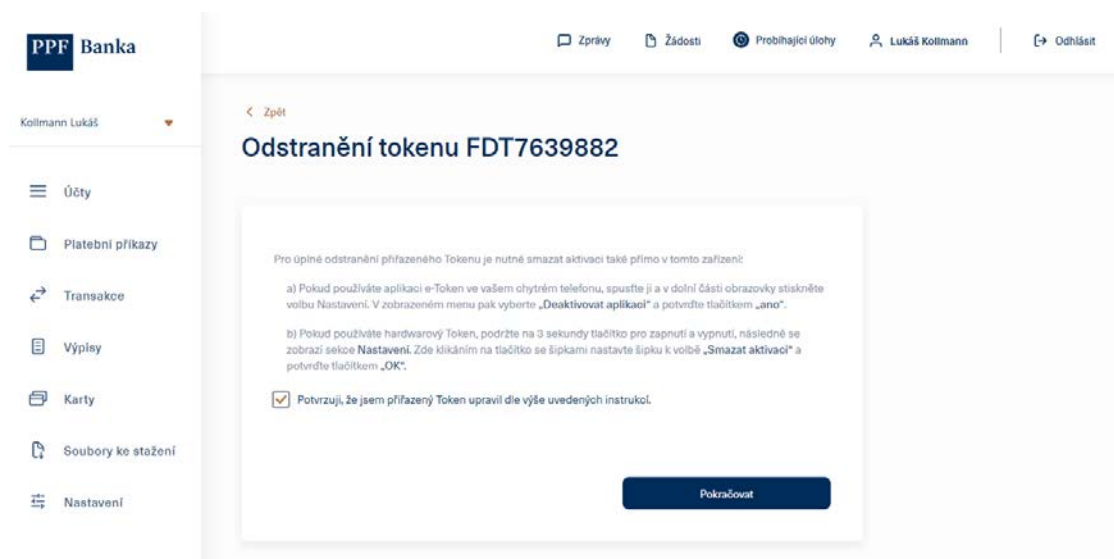 PPF Banka
Zprávy
Žádosti
Probíhající úlohy
Lukáš Kollmann
Odhlásit
Kollmann Lukáš
Účty
Platební příkazy
Transakce
Výpisy
Karty
Soubory ke stažení
Nastavení
Zpět
Odstranění tokenu FDT7639882
Pro úplné odstranění přiřazeného Tokenu je nutné smazat aktivaci také přímo v tomto zařízení:
a) Pokud používáte aplikaci e-Token ve vašem chytrém telefonu, spusťte ji a v dolní části obrazovky stiskněte
volbu Nastavení. V zobrazeném menu pak vyberte „Deaktivovat aplikaci“ a potvrďte tlačítkem „ano“.
b) Pokud používáte hardwarový Token, podržte na 3 sekundy tlačítko pro zapnutí a vypnutí, následně se
zobrazí sekce Nastavení. Zde klikáním na tlačítko se šipkami nastavte šipku k volbě „Smazat aktivaci“ a
potvrďte tlačítkem „OK“.
Potvrzuji, že jsem přiřazený Token upravil dle výše uvedených instrukcí.
Pokračovat